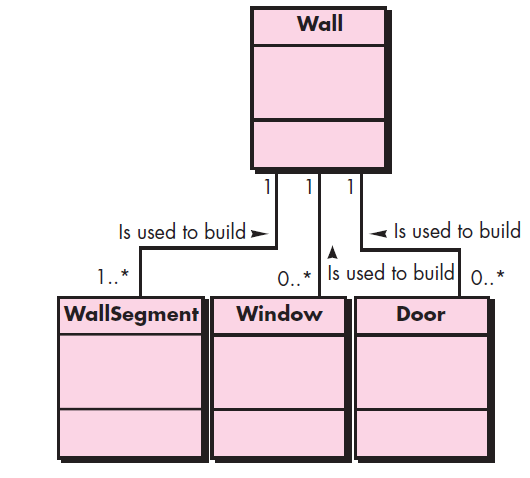 Wall
1 1 1
Is used to build
Is used to build
1..*
0..*
Is used to build
0..*
WallSegment
Window
Door